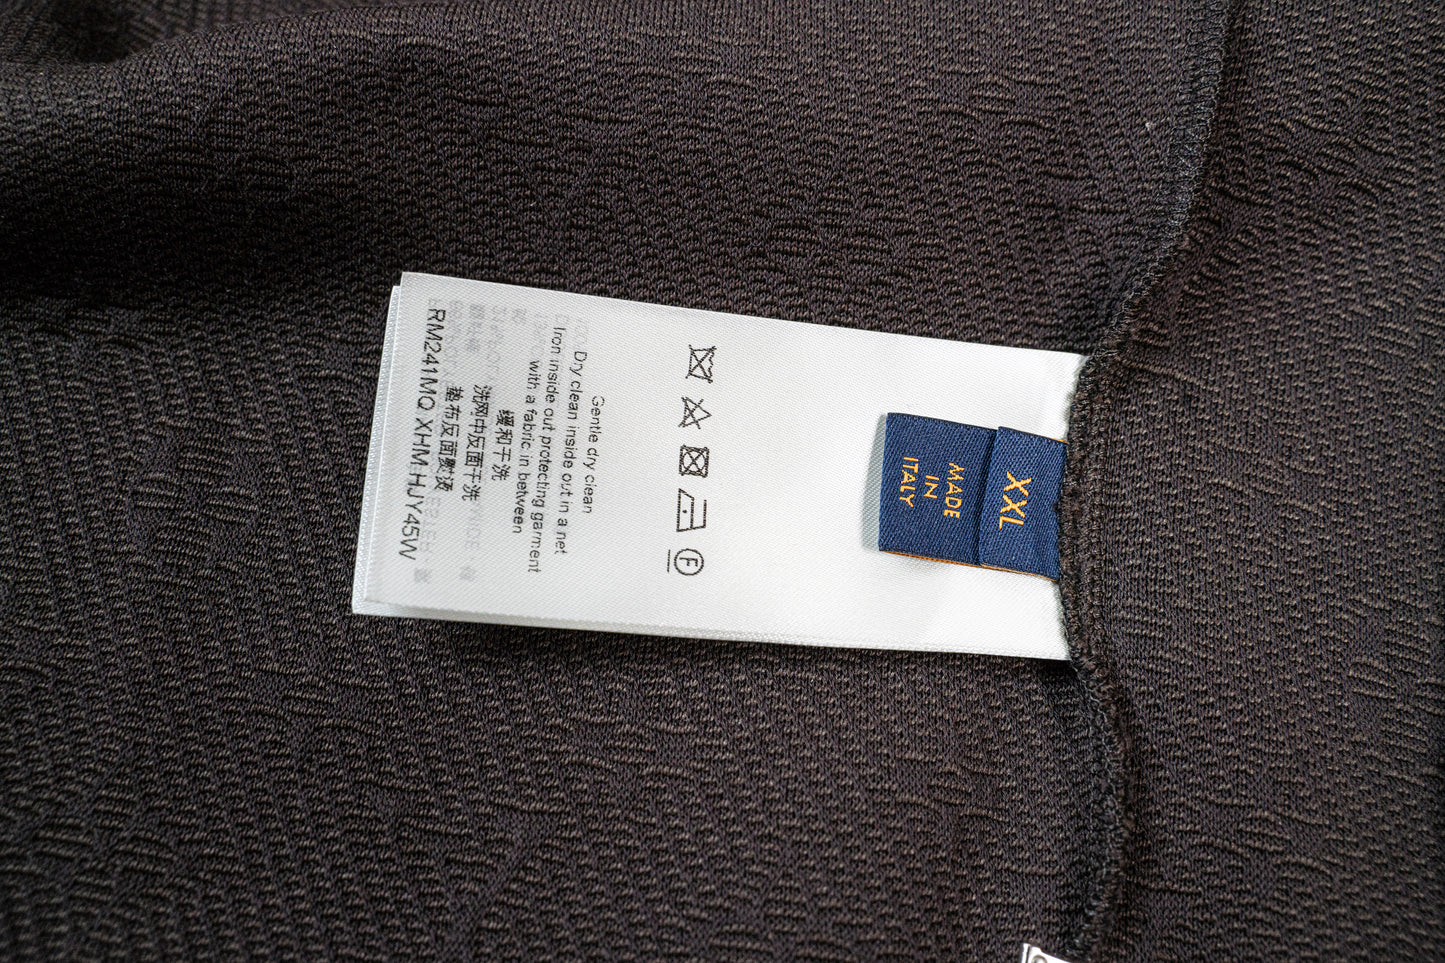 Gentle dry clean
Dry clean inside out in a net
Iron inside out protecting garment
with a fabric in between
缓和干洗
洗网中反面干洗
垫布反面熨烫
RM241MQ XHM HJY45W
F
MADE
IN
ITALY
XXL